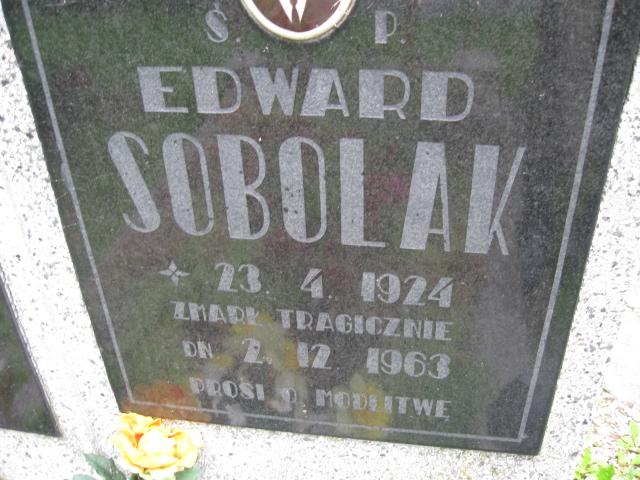 Ś. P.
EDWARD
SOBOLAK
23. 4. 1924
ZMARŁ TRAGICZNIE
DN. 2. 12. 1963
PROSI O MODLITWĘ